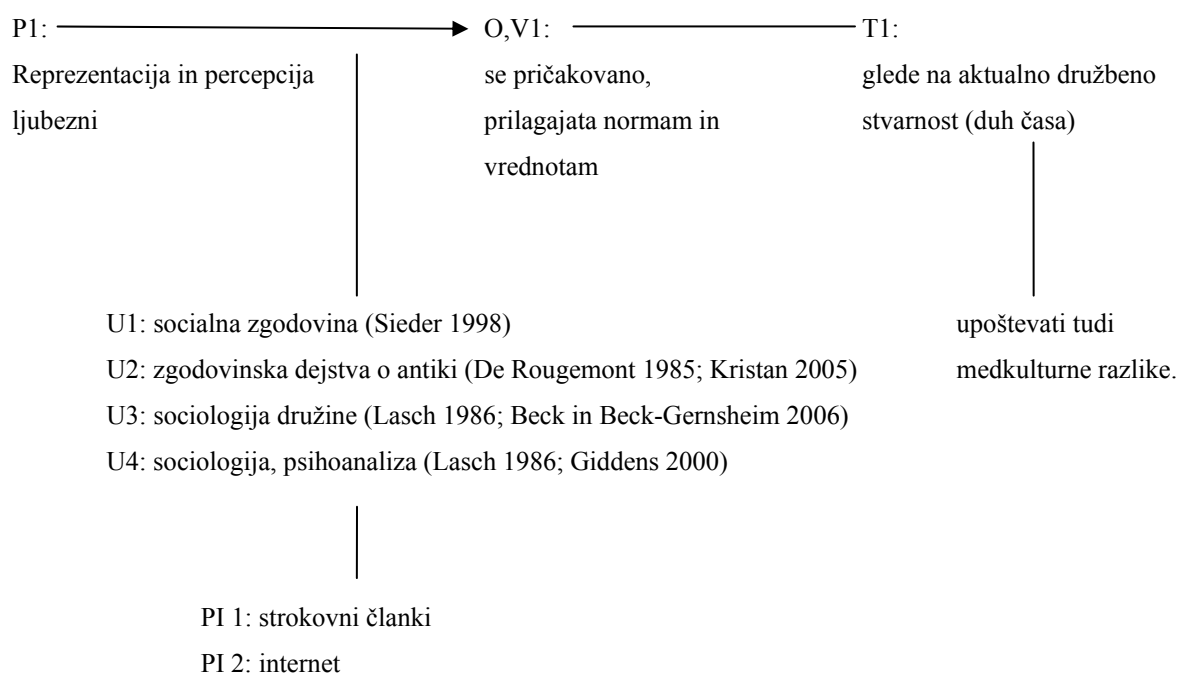 P1:
Reprezentacija in percepcija
ljubezni
O,V1:
se pričakovano,
prilagajata normam in
vrednotam
T1:
glede na aktualno družbeno
stvarnost (duh časa)
U1: socialna zgodovina (Sieder 1998)
U2: zgodovinska dejstva o antiki (De Rougemont 1985; Kristan 2005)
U3: sociologija družine (Lasch 1986; Beck in Beck-Gernsheim 2006)
U4: sociologija, psihoanaliza (Lasch 1986; Giddens 2000)
upoštevati tudi
medkulturne razlike.
PI 1: strokovni članki
PI 2: internet